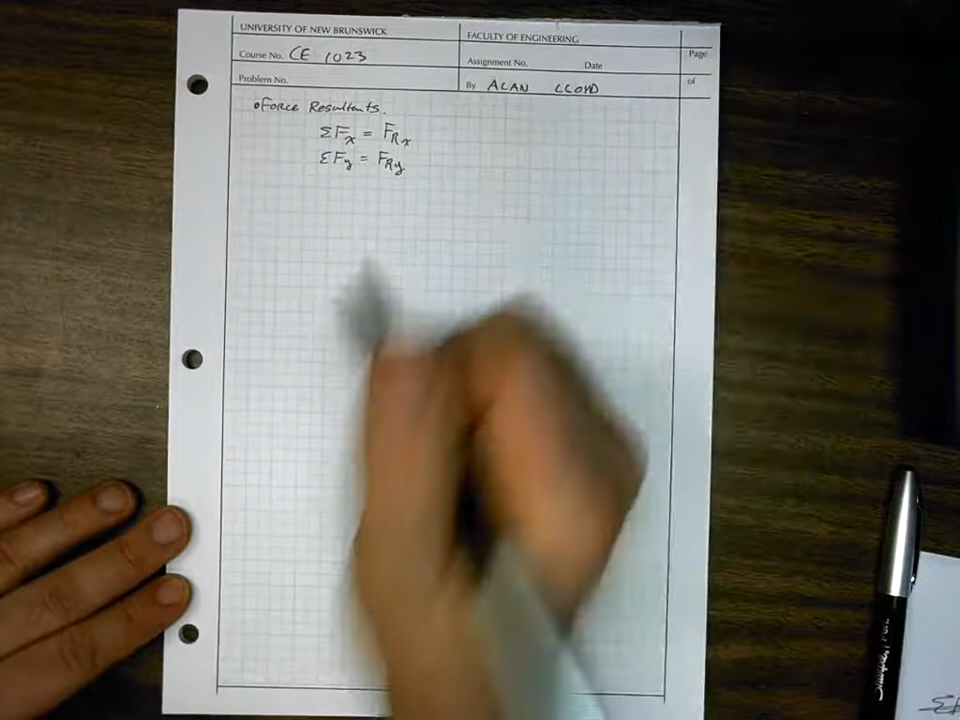 UNIVERSITY OF NEW BRUNSWICK
FACULTY OF ENGINEERING
Page
Course No. CE 1023
Assignment No.
Date
of
Problem No.
By ALAN LLOYD
Force Resultants.
ΣFx = FRx
ΣFy = FRy
Sharpie